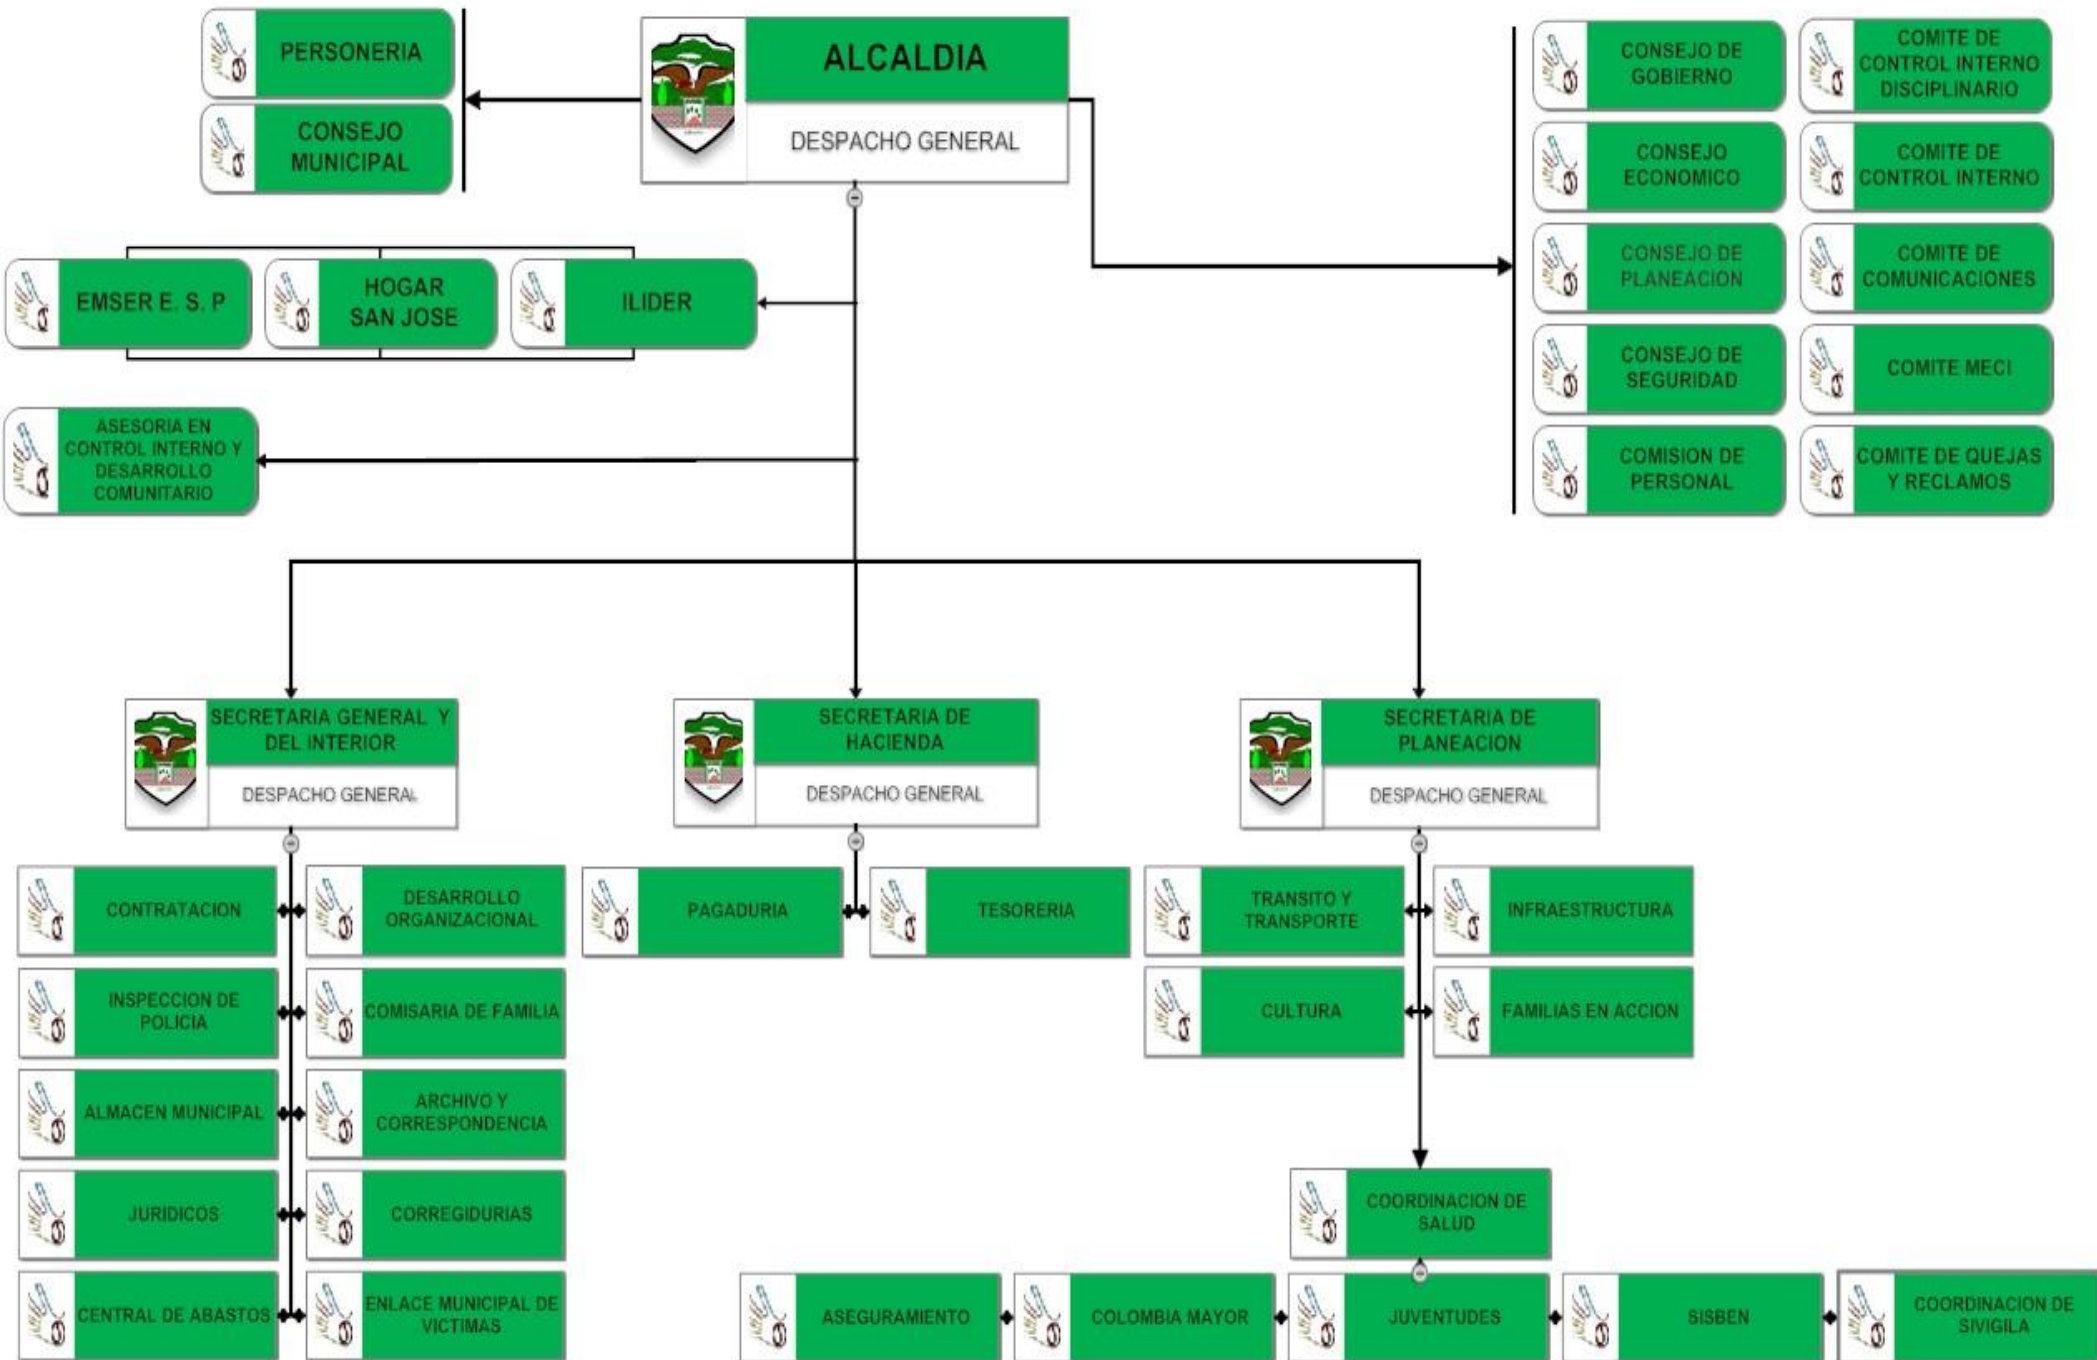 PERSONERIA
CONSEJO
MUNICIPAL
ALCALDIA
DESPACHO GENERAL
CONSEJO DE
GOBIERNO
COMITE DE
CONTROL INTERNO
DISCIPLINARIO
CONSEJO
ECONOMICO
COMITE DE
CONTROL INTERNO
CONSEJO DE
PLANEACION
COMITE DE
COMUNICACIONES
CONSEJO DE
SEGURIDAD
COMITE MECI
COMISION DE
PERSONAL
COMITE DE QUEJAS
Y RECLAMOS
EMSER E. S. P
HOGAR
SAN JOSE
ILIDER
ASESORIA EN
CONTROL INTERNO Y
DESARROLLO
COMUNITARIO
SECRETARIA GENERAL Y
DEL INTERIOR
DESPACHO GENERAL
SECRETARIA DE
HACIENDA
DESPACHO GENERAL
SECRETARIA DE
PLANEACION
DESPACHO GENERAL
CONTRATACION
DESARROLLO
ORGANIZACIONAL
INSPECCION DE
POLICIA
COMISARIA DE FAMILIA
ALMACEN MUNICIPAL
ARCHIVO Y
CORRESPONDENCIA
JURIDICOS
CORREGIDURIAS
CENTRAL DE ABASTOS
ENLACE MUNICIPAL DE
VICTIMAS
PAGADURIA
TESORERIA
TRANSITO Y
TRANSPORTE
INFRAESTRUCTURA
CULTURA
FAMILIAS EN ACCION
COORDINACION DE
SALUD
ASEGURAMIENTO
COLOMBIA MAYOR
JUVENTUDES
SISBEN
COORDINACION DE
SIVIGILA